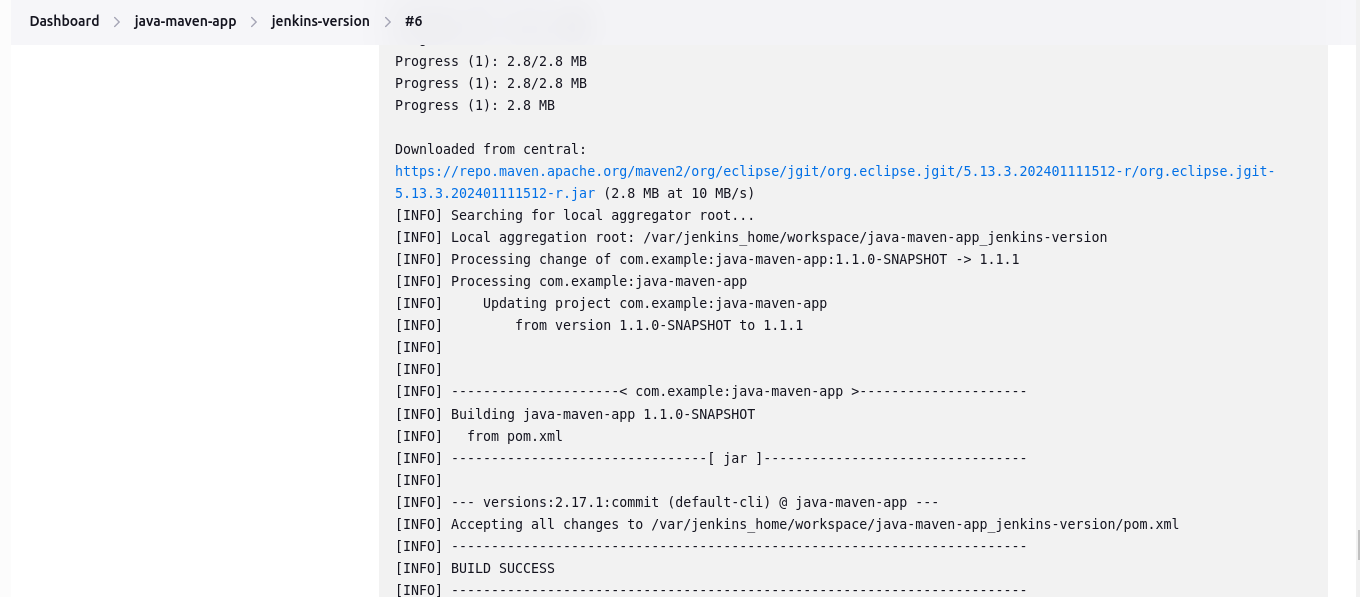 Dashboard > java-maven-app > jenkins-version > #6
Progress (1): 2.8/2.8 MB
Progress (1): 2.8/2.8 MB
Progress (1): 2.8 MB
Downloaded from central:
https://repo.maven.apache.org/maven2/org/eclipse/jgit/org.eclipse.jgit/5.13.3.202401111512-r/org.eclipse.jgit-
5.13.3.202401111512-r.jar (2.8 MB at 10 MB/s)
[INFO] Searching for local aggregator root...
[INFO] Local aggregation root: /var/jenkins_home/workspace/java-maven-app_jenkins-version
[INFO] Processing change of com.example:java-maven-app:1.1.0-SNAPSHOT -> 1.1.1
[INFO] Processing com.example:java-maven-app
[INFO]     Updating project com.example:java-maven-app
[INFO]         from version 1.1.0-SNAPSHOT to 1.1.1
[INFO]
[INFO]
[INFO] ---------------------< com.example:java-maven-app >---------------------
[INFO] Building java-maven-app 1.1.0-SNAPSHOT
[INFO]   from pom.xml
[INFO] --------------------------------[ jar ]---------------------------------
[INFO]
[INFO] --- versions:2.17.1:commit (default-cli) @ java-maven-app ---
[INFO] Accepting all changes to /var/jenkins_home/workspace/java-maven-app_jenkins-version/pom.xml
[INFO] ------------------------------------------------------------------------
[INFO] BUILD SUCCESS
[INFO] ------------------------------------------------------------------------